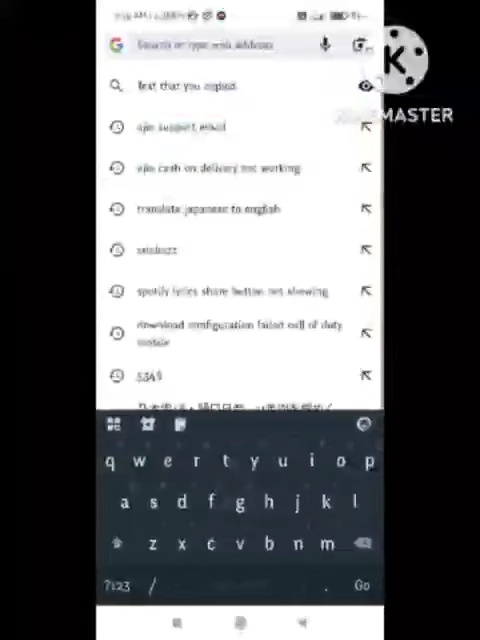 Search or type web address
Text that you copied
ajio support email
ajio cash on delivery not working
translate japanese to english
spotify lyrics share button not showing
download configuration failed call of duty
mobile
5349
q w e r t y u i o p
a s d f g h j k l
z x c v b n m
?123 / . Go
K
MASTER